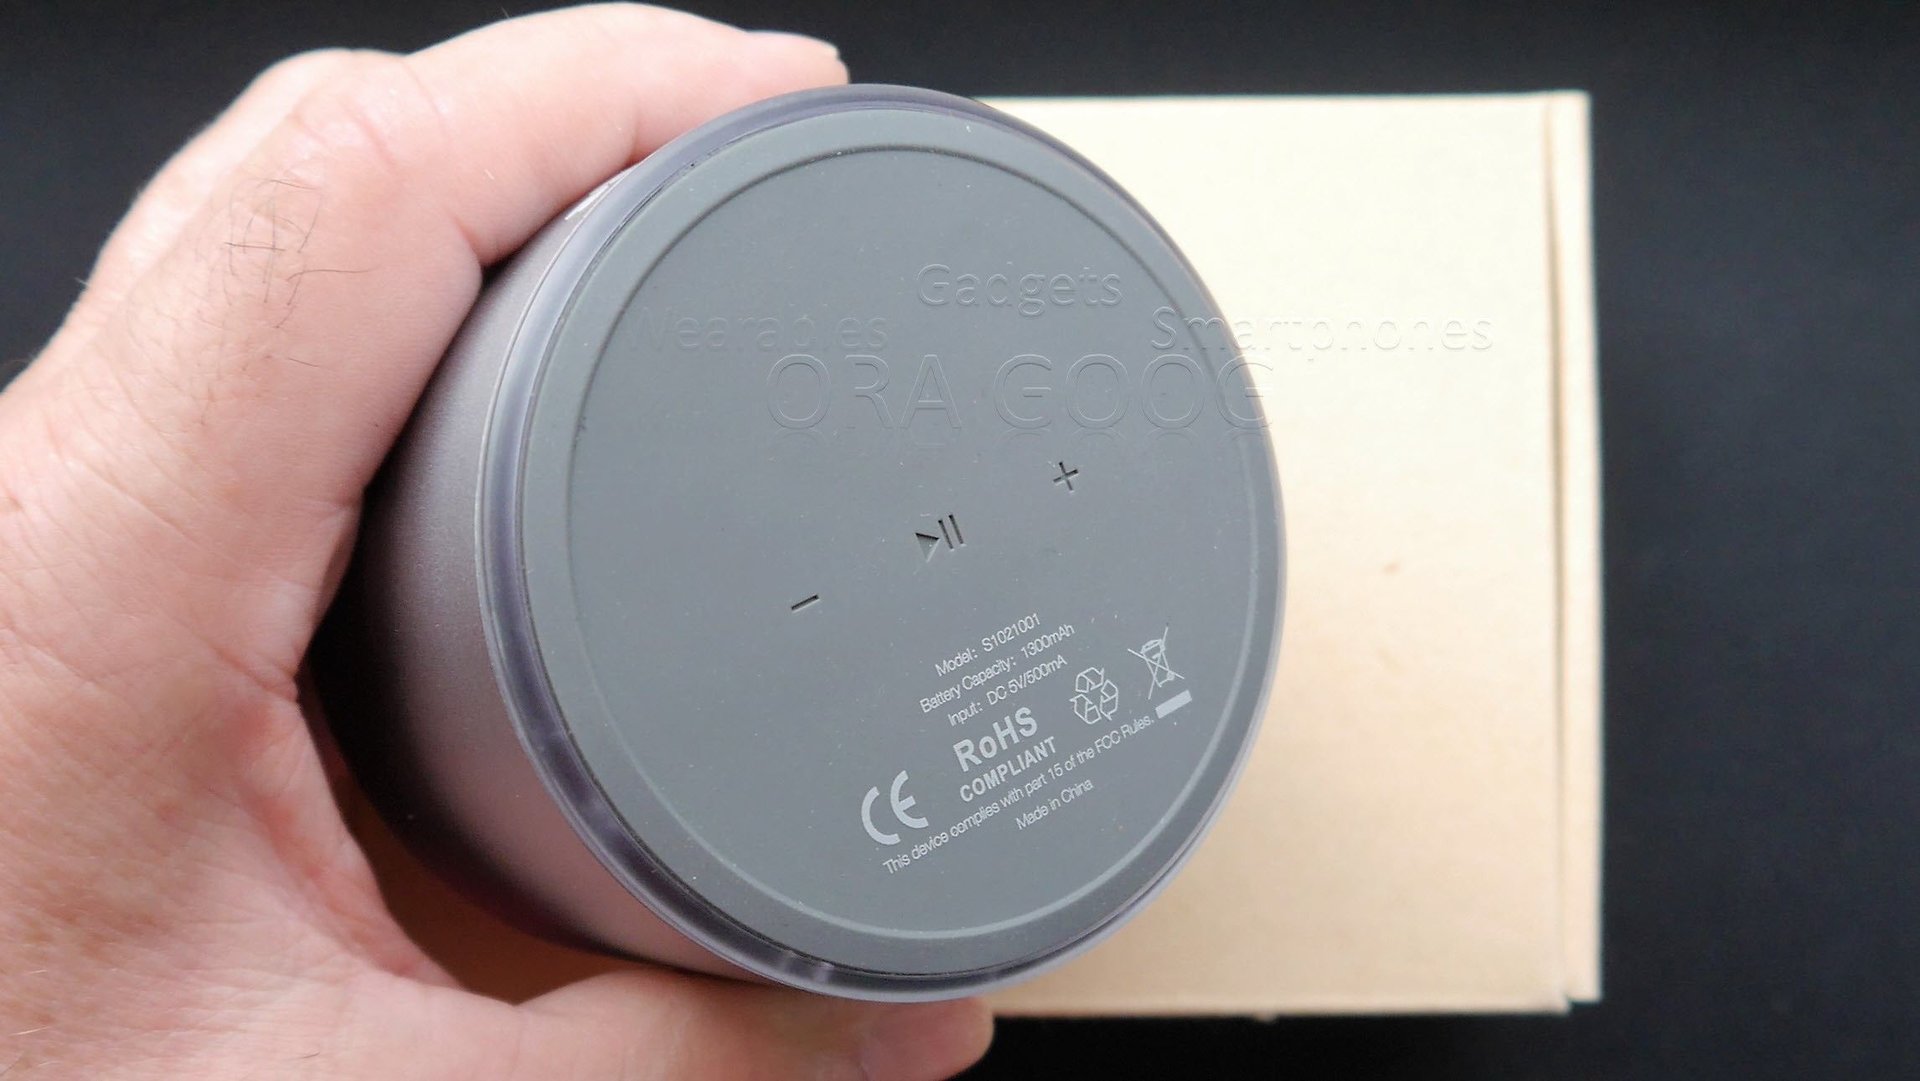 Gadgets
Wearables Smartphones
ORA GOOG
Model: S1021001
Battery Capacity: 1300mAh
Input: DC 5V/500mA
RoHS
COMPLIANT
CE
This device complies with part 15 of the FCC Rules.
Made in China